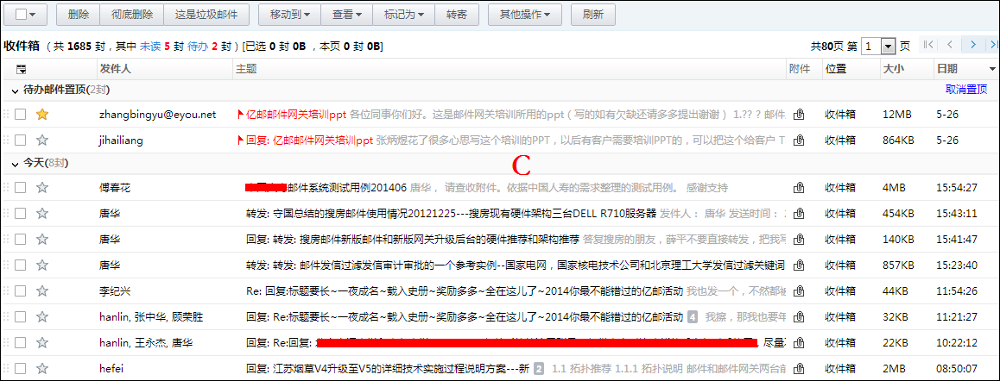 删除 彻底删除 这是垃圾邮件 移动到 查看 标记为 转寄 其他操作 刷新
收件箱 ( 共 1685 封，其中 未读 5 封 待办 2 封 ) [已选 0 封 0B ，本页 0 封 0B] 共80页 第 1 页
发件人 主题 附件 位置 大小 日期
待办邮件置顶(2封) 取消置顶
zhangbingyu@eyou.net 亿邮邮件网关培训ppt 各位同事你们好。这是邮件网关培训所用的ppt（写的如有欠缺还请多多提出谢谢） 1.?? ? 邮件 收件箱 12MB 5-26
jihailiang 回复: 亿邮邮件网关培训ppt 张炳煜花了很多心思写这个培训的PPT，以后有客户需要培训PPT的，可以把这个给客户 T 收件箱 864KB 5-26
今天(8封)
C
傅春花 邮件系统测试用例201406 唐华， 请查收附件。依据中国人寿的需求整理的测试用例。 感谢支持 收件箱 4MB 15:54:27
唐华 转发: 守国总结的搜房邮件使用情况20121225---搜房现有硬件架构三台DELL R710服务器 发件人： 唐华 发送时间： 收件箱 454KB 15:43:11
唐华 回复: 转发: 搜房邮件新版邮件和新版网关升级后台的硬件推荐和架构推荐 答复搜房的朋友，薛平不要直接转发，把我写 收件箱 140KB 15:41:47
唐华 转发: 转发: 邮件发信过滤发信审计审批的一个参考实例--国家电网，国家核电技术公司和北京理工大学发信过滤关键词 收件箱 857KB 15:23:40
李纪兴 Re: 回复:标题要长~一夜成名~载入史册~奖励多多~全在这儿了~2014你最不能错过的亿邮活动 我也发一个，不然都被 收件箱 44KB 11:54:26
hanlin, 张中华, 顾荣胜 回复: Re:标题要长~一夜成名~载入史册~奖励多多~全在这儿了~2014你最不能错过的亿邮活动 4 我擦，那我也要年 收件箱 32KB 11:21:27
hanlin, 王永杰, 唐华 回复: Re:回复: ，尽量 收件箱 22KB 10:22:12
hefei 回复: 江苏烟草V4升级至V5的详细技术实施过程说明方案---新 2 1.1 拓扑推荐 1.1.1 拓扑说明 邮件和邮件网关两台前 收件箱 2MB 08:50:07